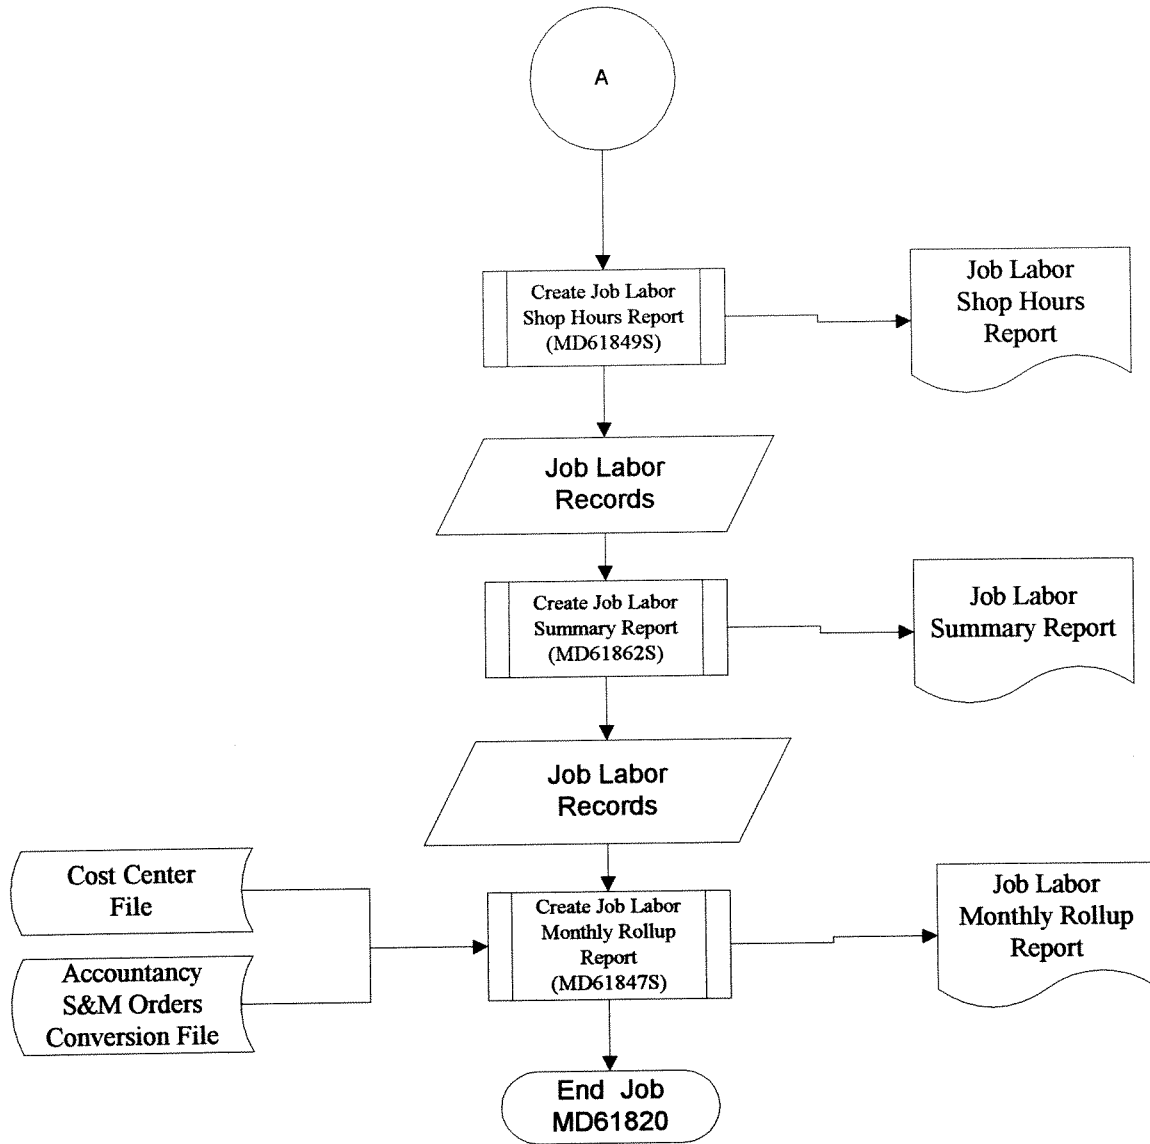 A
Create Job Labor
Shop Hours Report
(MD61849S)
Job Labor
Shop Hours
Report
Job Labor
Records
Create Job Labor
Summary Report
(MD61862S)
Job Labor
Summary Report
Job Labor
Records
Cost Center
File
Accountancy
S&M Orders
Conversion File
Create Job Labor
Monthly Rollup
Report
(MD61847S)
Job Labor
Monthly Rollup
Report
End Job
MD61820